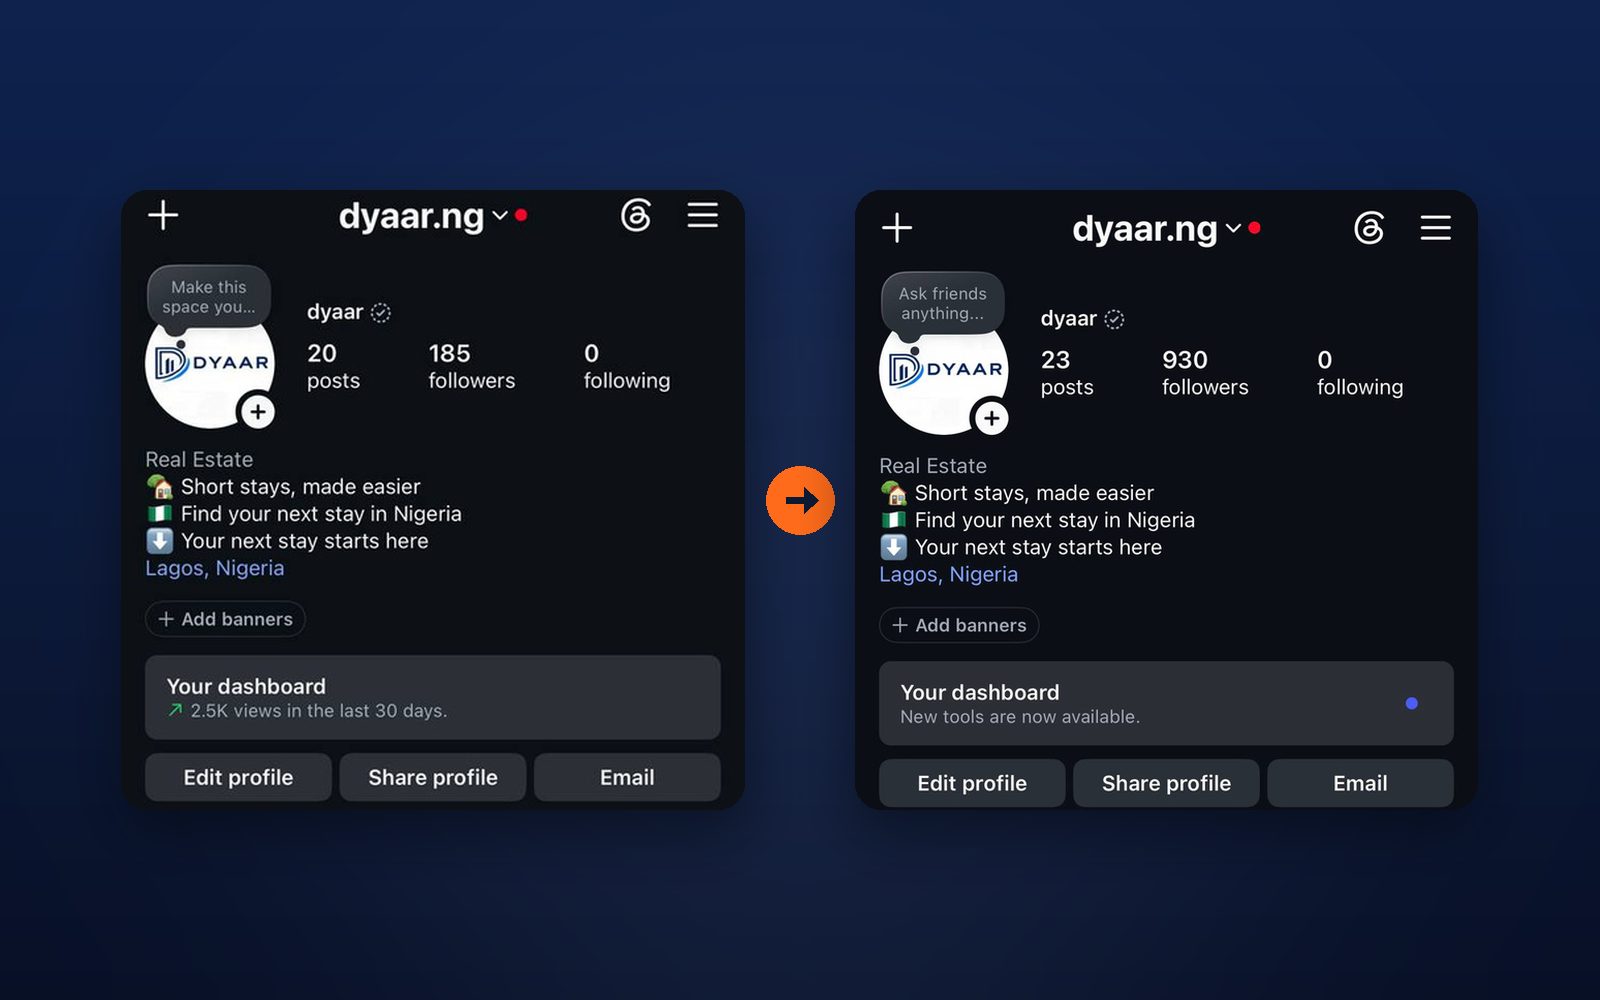 dyaar.ng
Make this
space you...
dyaar
20
posts
185
followers
0
following
DYAAR
Real Estate
Short stays, made easier
Find your next stay in Nigeria
Your next stay starts here
Lagos, Nigeria
+ Add banners
Your dashboard
2.5K views in the last 30 days.
Edit profile
Share profile
Email
dyaar.ng
Ask friends
anything...
dyaar
23
posts
930
followers
0
following
DYAAR
Real Estate
Short stays, made easier
Find your next stay in Nigeria
Your next stay starts here
Lagos, Nigeria
+ Add banners
Your dashboard
New tools are now available.
Edit profile
Share profile
Email